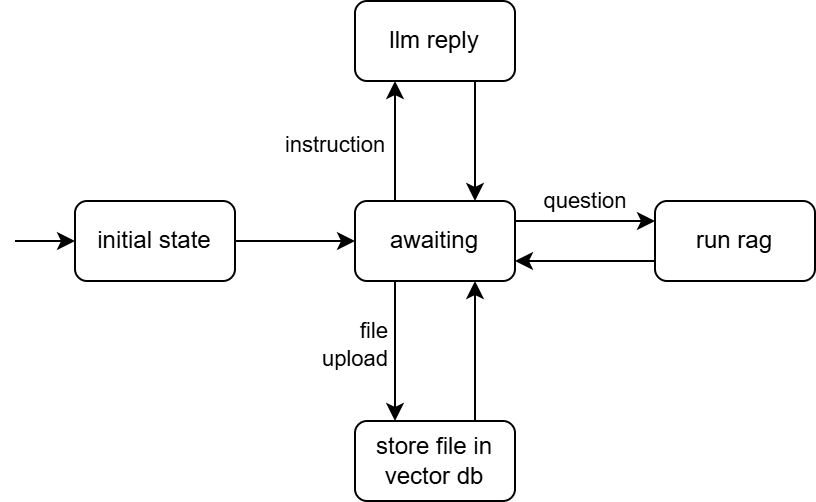 llm reply
instruction
question
initial state
awaiting
run rag
file
upload
store file in
vector db